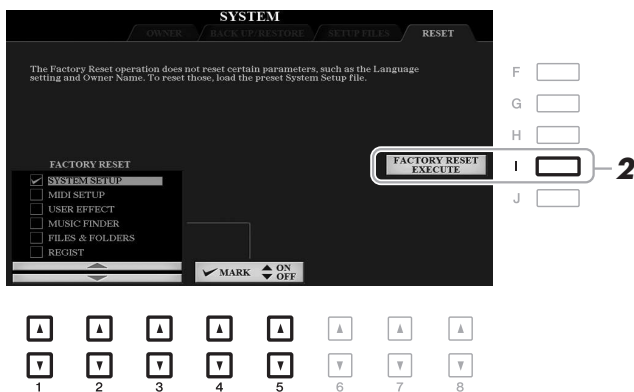 SYSTEM
OWNER BACK UP/RESTORE SETUP FILES RESET
The Factory Reset operation does not reset certain parameters, such as the Language
setting and Owner Name. To reset those, load the preset System Setup file.
F
G
H
FACTORY RESET
EXECUTE
I
2
J
FACTORY RESET
SYSTEM SETUP
MIDI SETUP
USER EFFECT
MUSIC FINDER
FILES & FOLDERS
REGIST
MARK ON
OFF
1 2 3 4 5 6 7 8